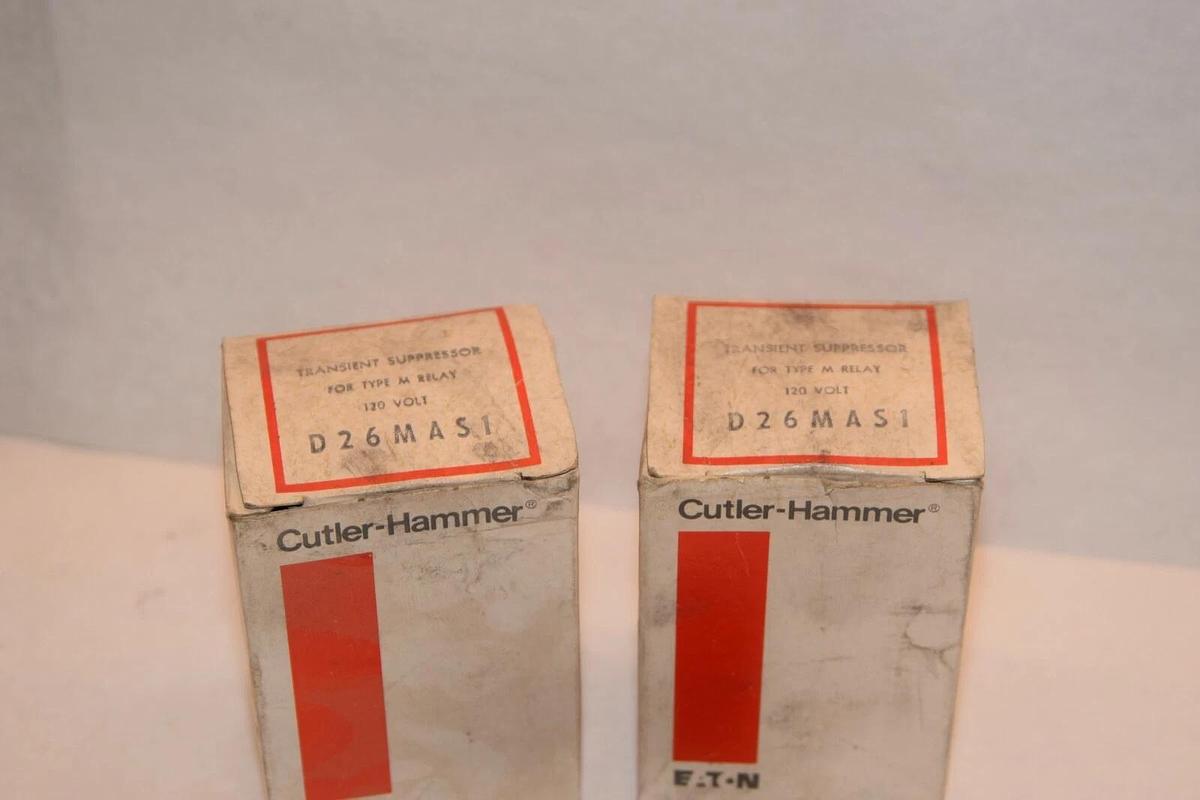 TRANSIENT SUPPRESSOR
FOR TYPE M RELAY
120 VOLT
D26MAS1
Cutler-Hammer®
TRANSIENT SUPPRESSOR
FOR TYPE M RELAY
120 VOLT
D26MAS1
Cutler-Hammer®
EAT•N